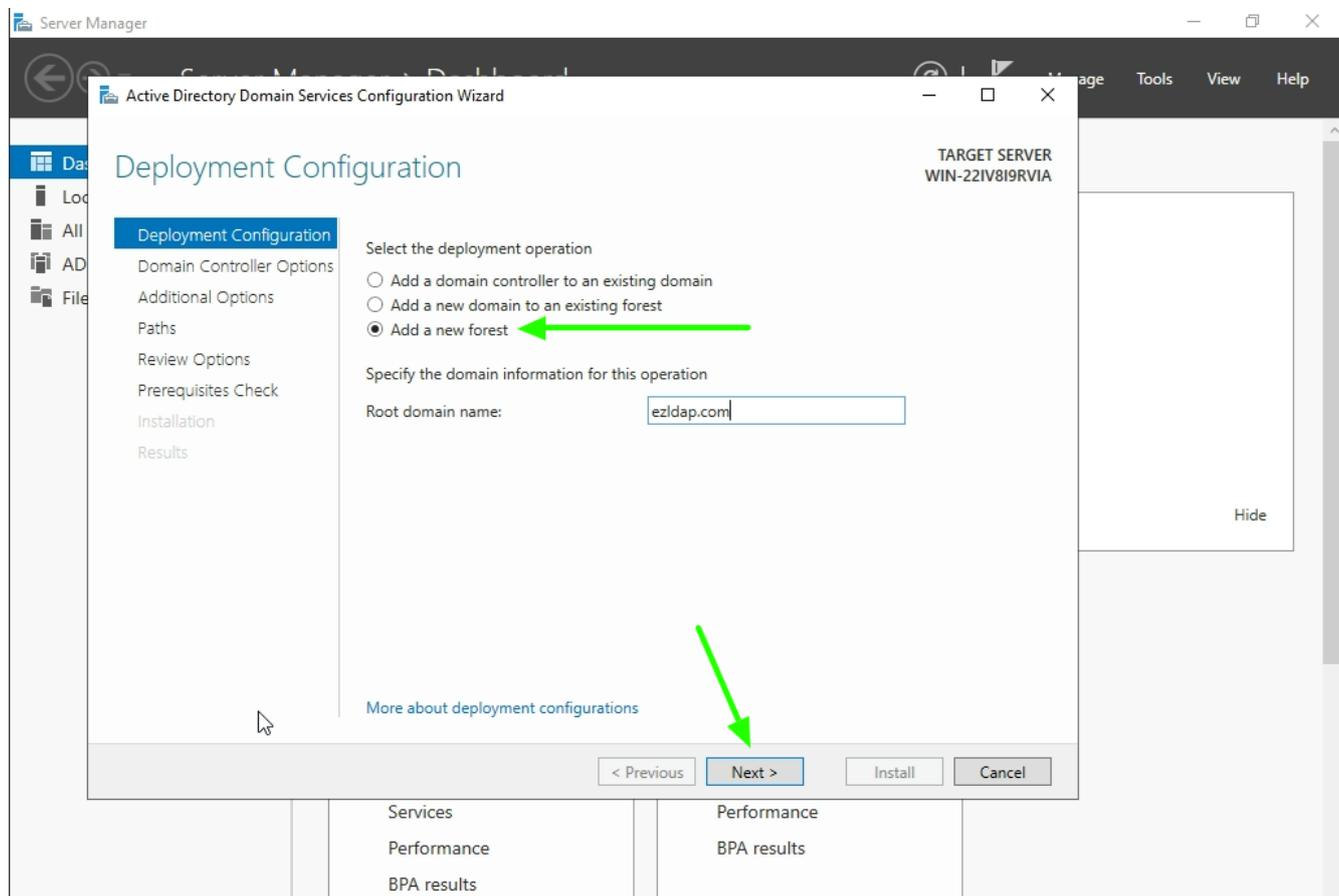 Server Manager
Manage Tools View Help
Active Directory Domain Services Configuration Wizard
Deployment Configuration
TARGET SERVER
WIN-22IV8I9RVIA
Deployment Configuration
Domain Controller Options
Additional Options
Paths
Review Options
Prerequisites Check
Installation
Results
Select the deployment operation
Add a domain controller to an existing domain
Add a new domain to an existing forest
Add a new forest
Specify the domain information for this operation
Root domain name: ezldap.com
More about deployment configurations
< Previous Next > Install Cancel
Das
Loc
All
AD
File
Hide
Services
Performance
BPA results
Performance
BPA results